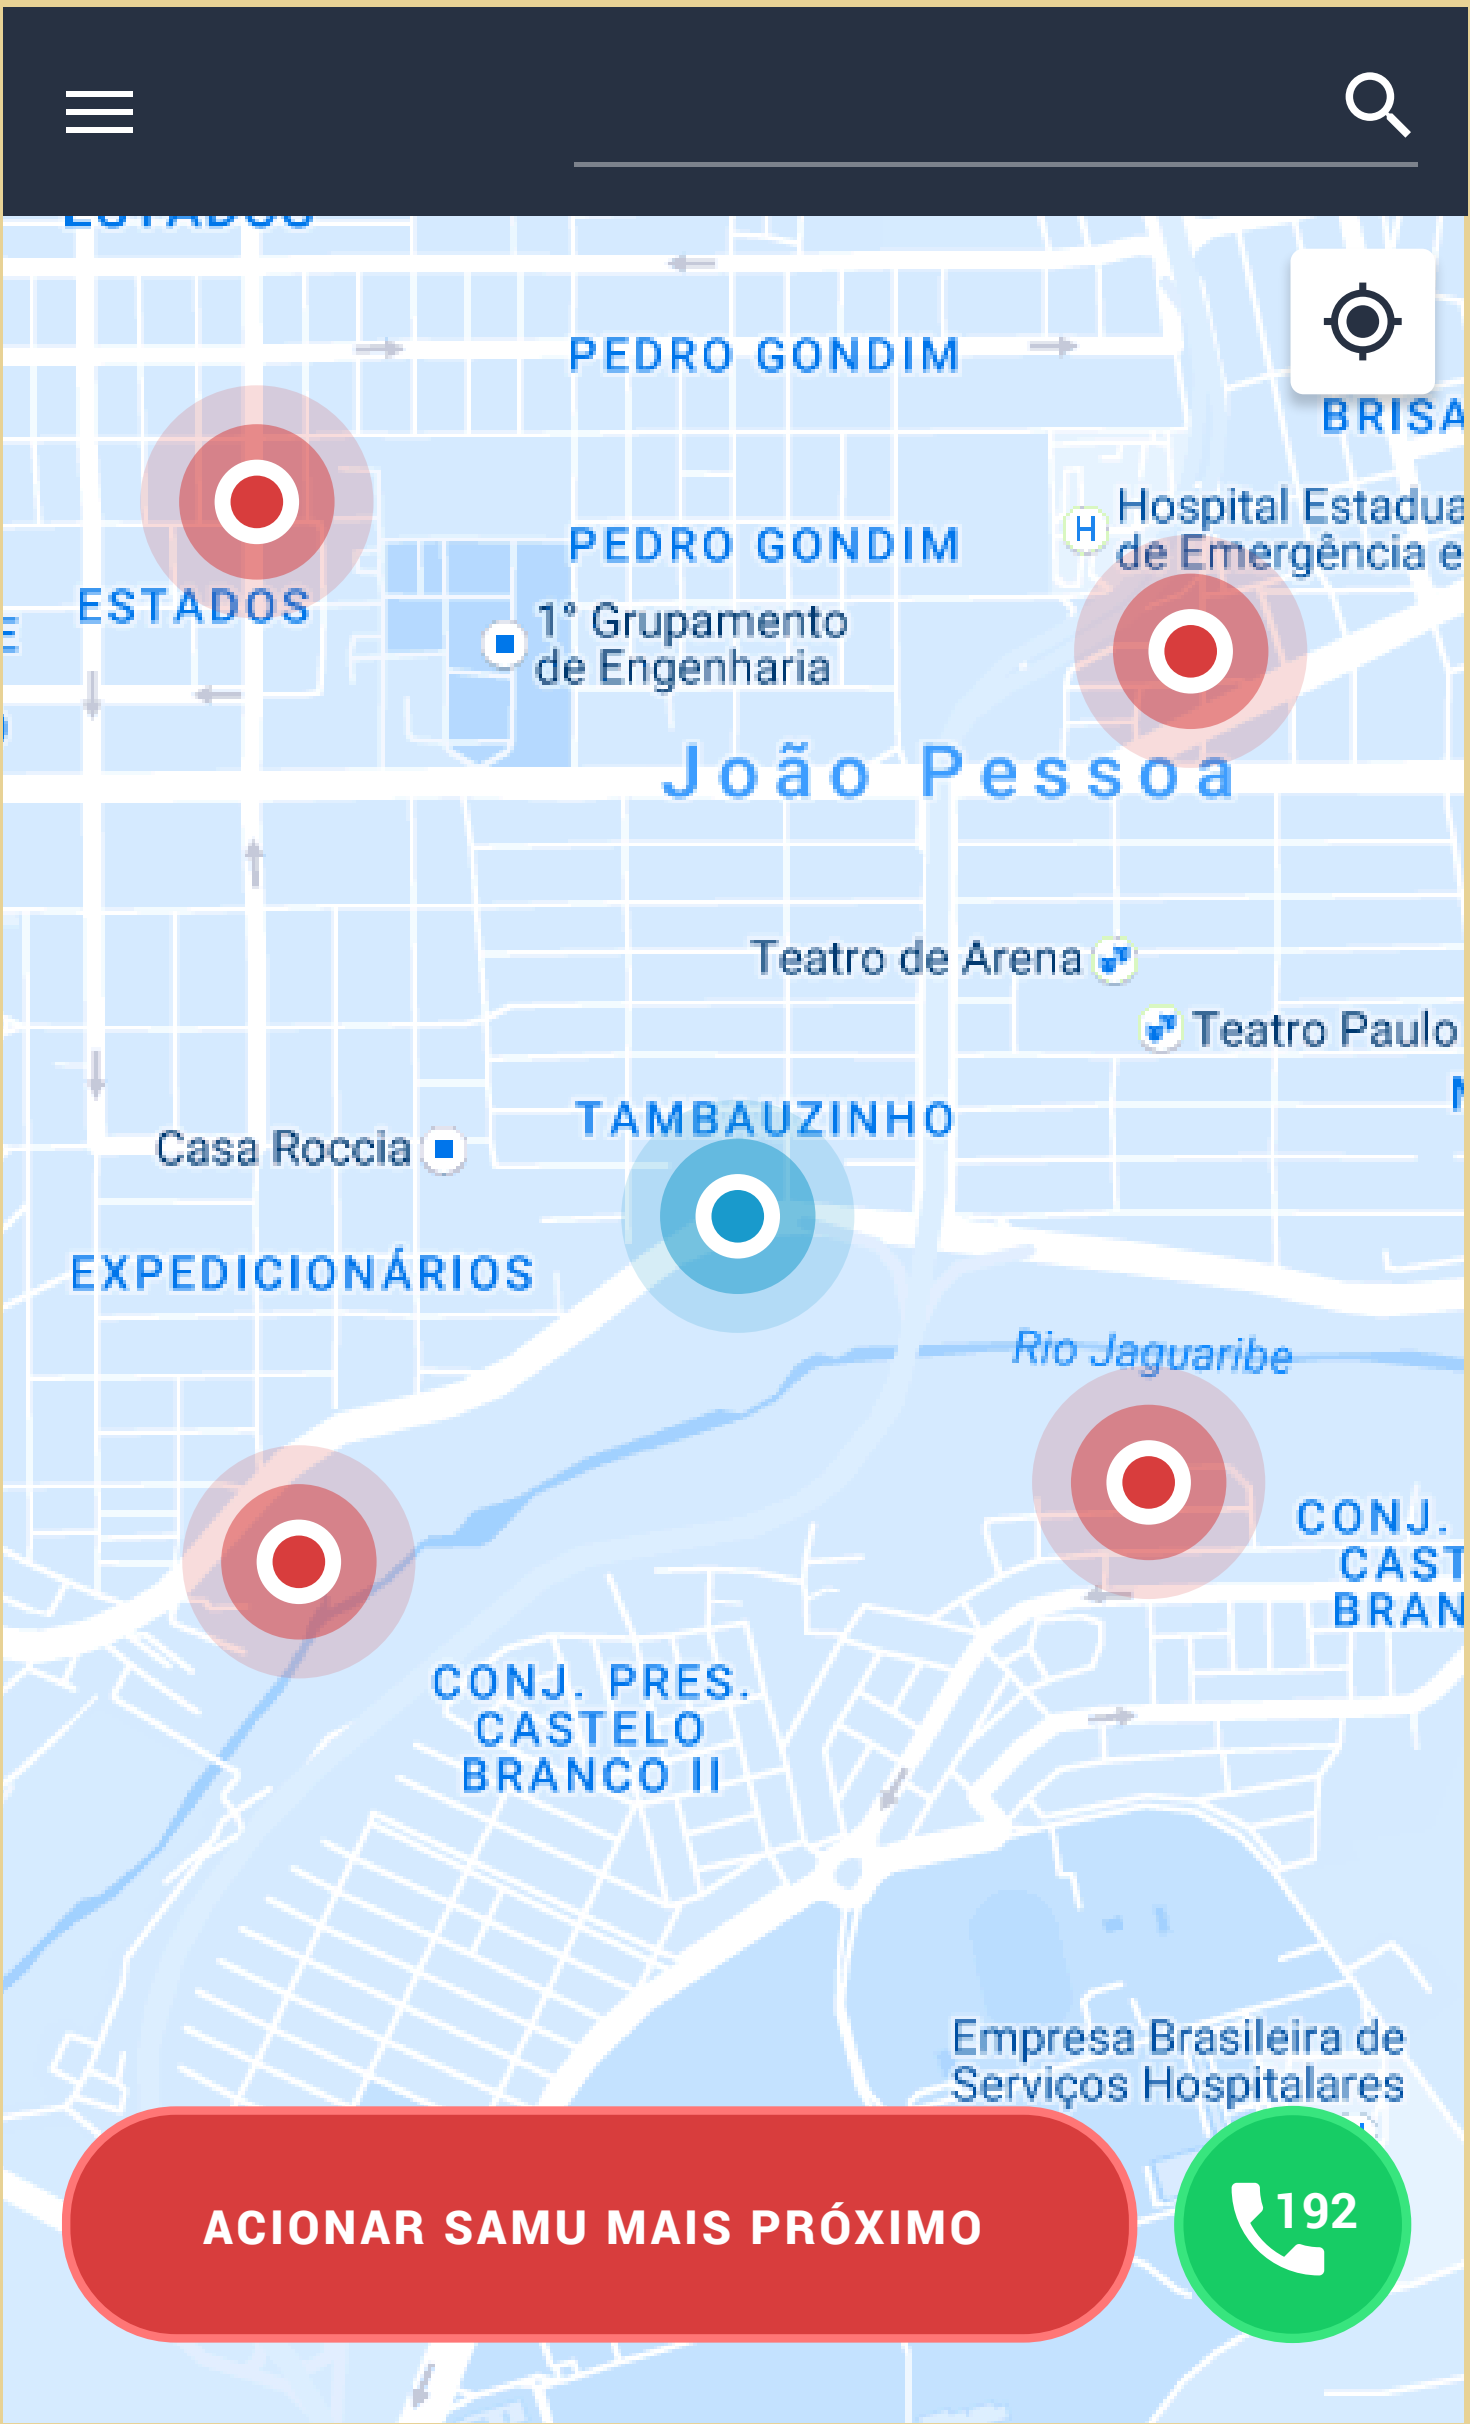 ESTADOS
PEDRO GONDIM
BRISA
Hospital Estadua
de Emergência e
PEDRO GONDIM
ESTADOS
E
1° Grupamento
de Engenharia
João Pessoa
Teatro de Arena
Teatro Paulo
TAMBAUZINHO
Casa Roccia
EXPEDICIONÁRIOS
Rio Jaguaribe
CONJ.
CAST
BRAN
CONJ. PRES.
CASTELO
BRANCO II
Empresa Brasileira de
Serviços Hospitalares
ACIONAR SAMU MAIS PRÓXIMO
192